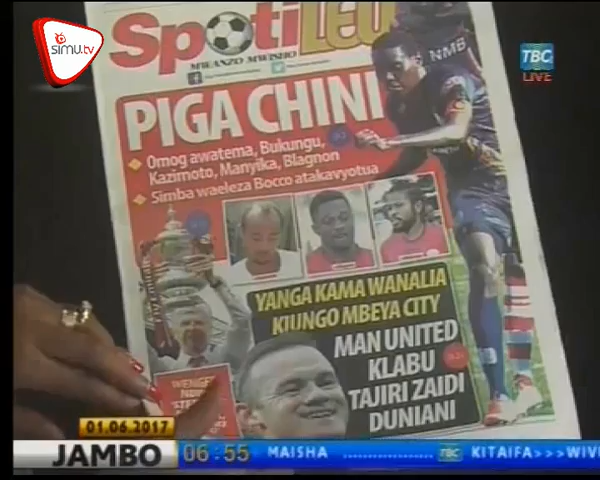 simu.tv
SpotiLEO
MWANZO MWISHO
NMB
TBC
LIVE
PIGA CHINI
Omog awatema, Bukungu,
Kazimoto, Manyika, Blagnon
Simba waeleza Bocco atakavyotua
YANGA KAMA WANALIA
KIUNGO MBEYA CITY
MAN UNITED
KLABU
TAJIRI ZAIDI
DUNIANI
WENGER
01.06.2017
JAMBO 06:55 MAISHA TBC KITAIFA>>>WIV